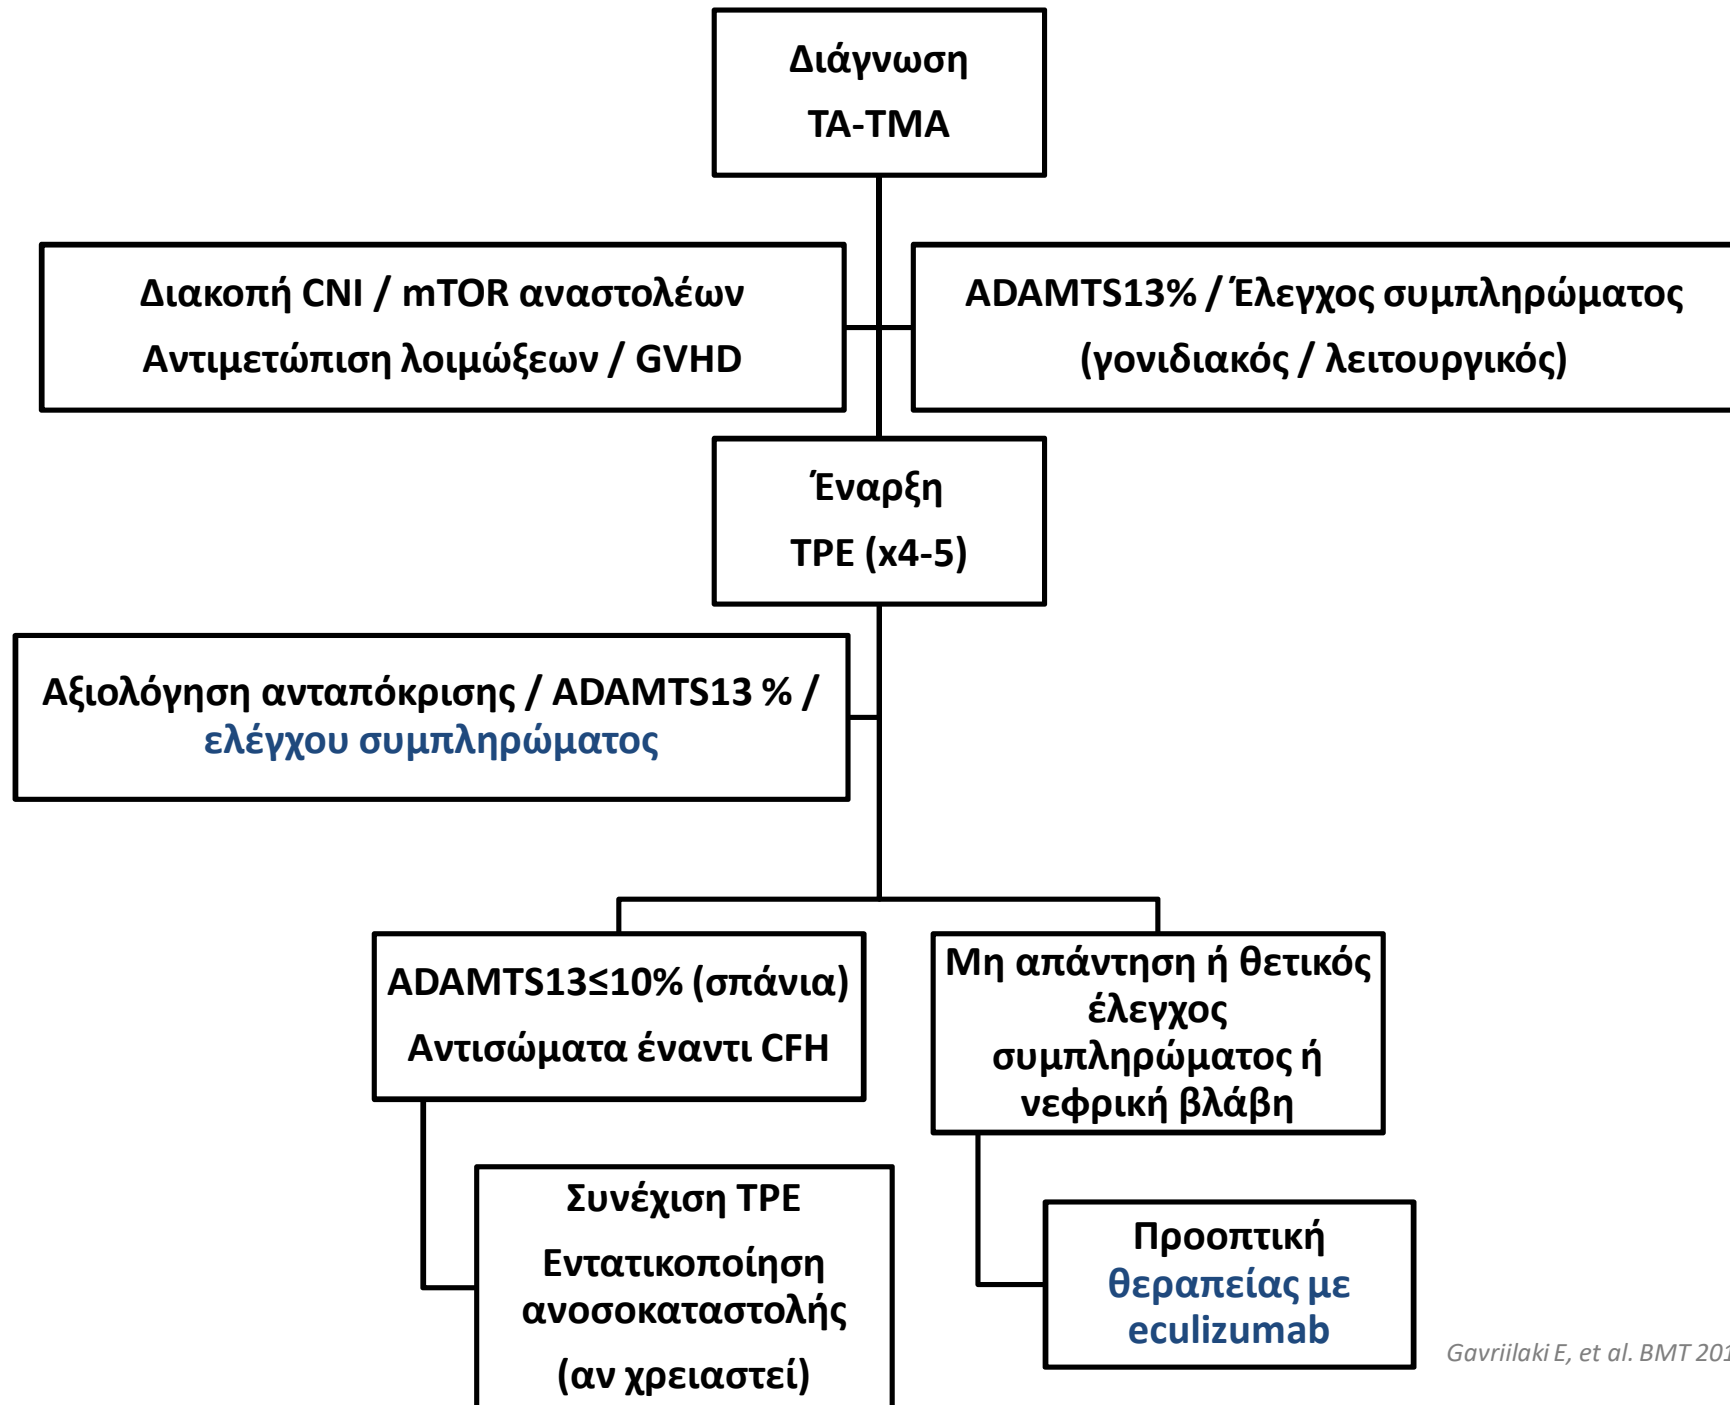 Διάγνωση
TA-TMA
Διακοπή CNI / mTOR αναστολέων
Αντιμετώπιση λοιμώξεων / GVHD
ADAMTS13% / Έλεγχος συμπληρώματος
(γονιδιακός / λειτουργικός)
Έναρξη
TPE (x4-5)
Αξιολόγηση ανταπόκρισης / ADAMTS13 % /
ελέγχου συμπληρώματος
ADAMTS13≤10% (σπάνια)
Αντισώματα έναντι CFH
Μη απάντηση ή θετικός
έλεγχος
συμπληρώματος ή
νεφρική βλάβη
Συνέχιση TPE
Εντατικοποίηση
ανοσοκαταστολής
(αν χρειαστεί)
Προοπτική
θεραπείας με
eculizumab
Gavriilaki E, et al. BMT 201